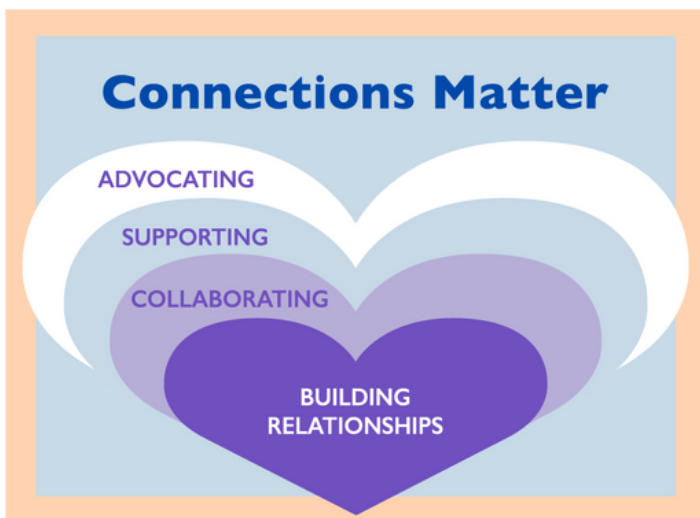 Connections Matter
ADVOCATING
SUPPORTING
COLLABORATING
BUILDING
RELATIONSHIPS